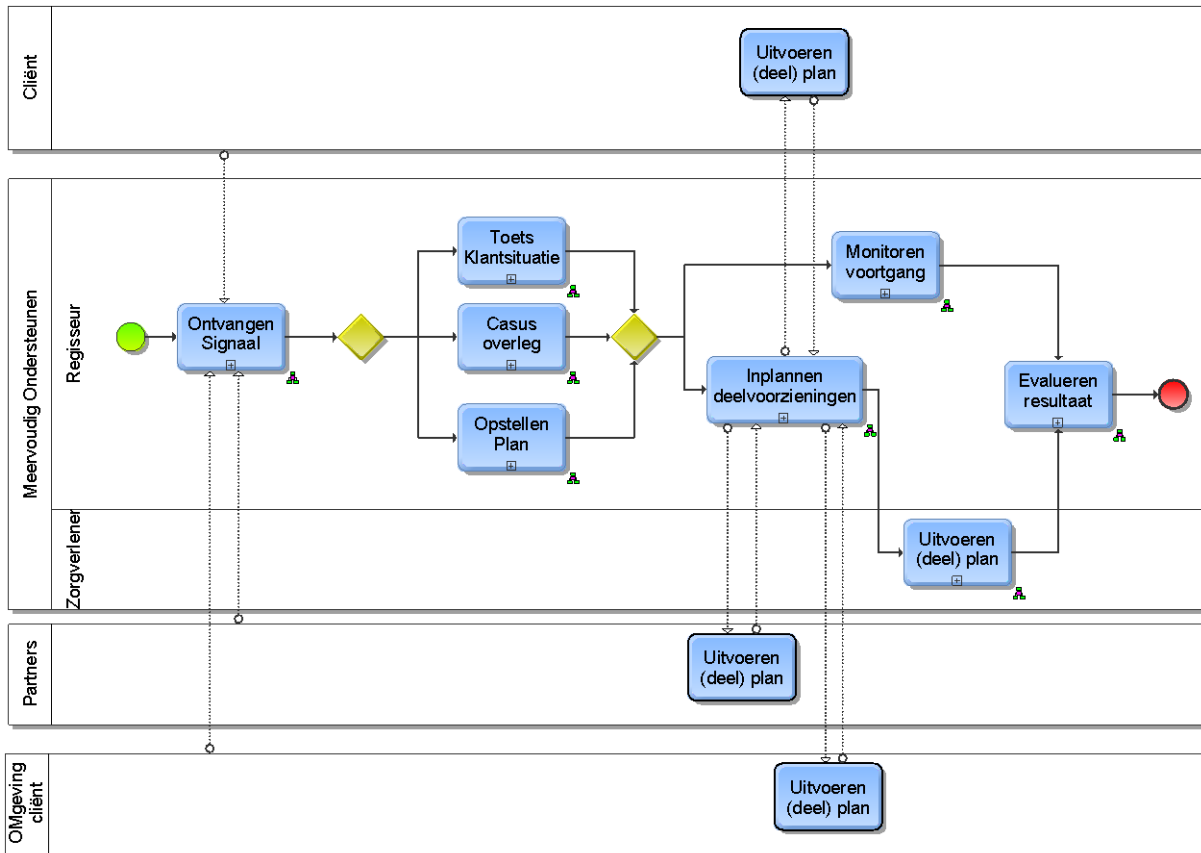 Cliënt
Uitvoeren
(deel) plan
Meervoudig Ondersteunen
Regisseur
Ontvangen
Signaal
Toets
Klantsituatie
Casus
overleg
Opstellen
Plan
Monitoren
voortgang
Inplannen
deelvoorzieningen
Evalueren
resultaat
Zorgverlener
Uitvoeren
(deel) plan
Partners
Uitvoeren
(deel) plan
OMgeving
cliënt
Uitvoeren
(deel) plan